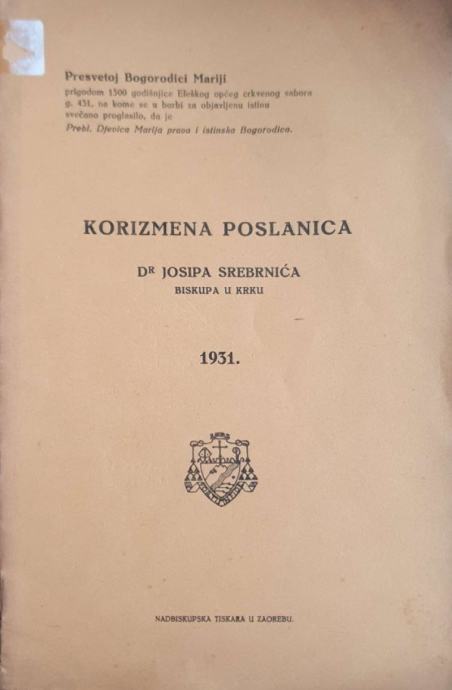 Presvetoj Bogorodici Mariji
prigodom 1500 godišnjice Efeškog općeg crkvenog sabora
g. 431, na kome se u borbi za objavljenu istinu
svečano proglasilo, da je
Prebl. Djevica Marija prava i istinska Bogorodica.
KORIZMENA POSLANICA
DR JOSIPA SREBRNIĆA
BISKUPA U KRKU
1931.
NADBISKUPSKA TISKARA U ZAGREBU.